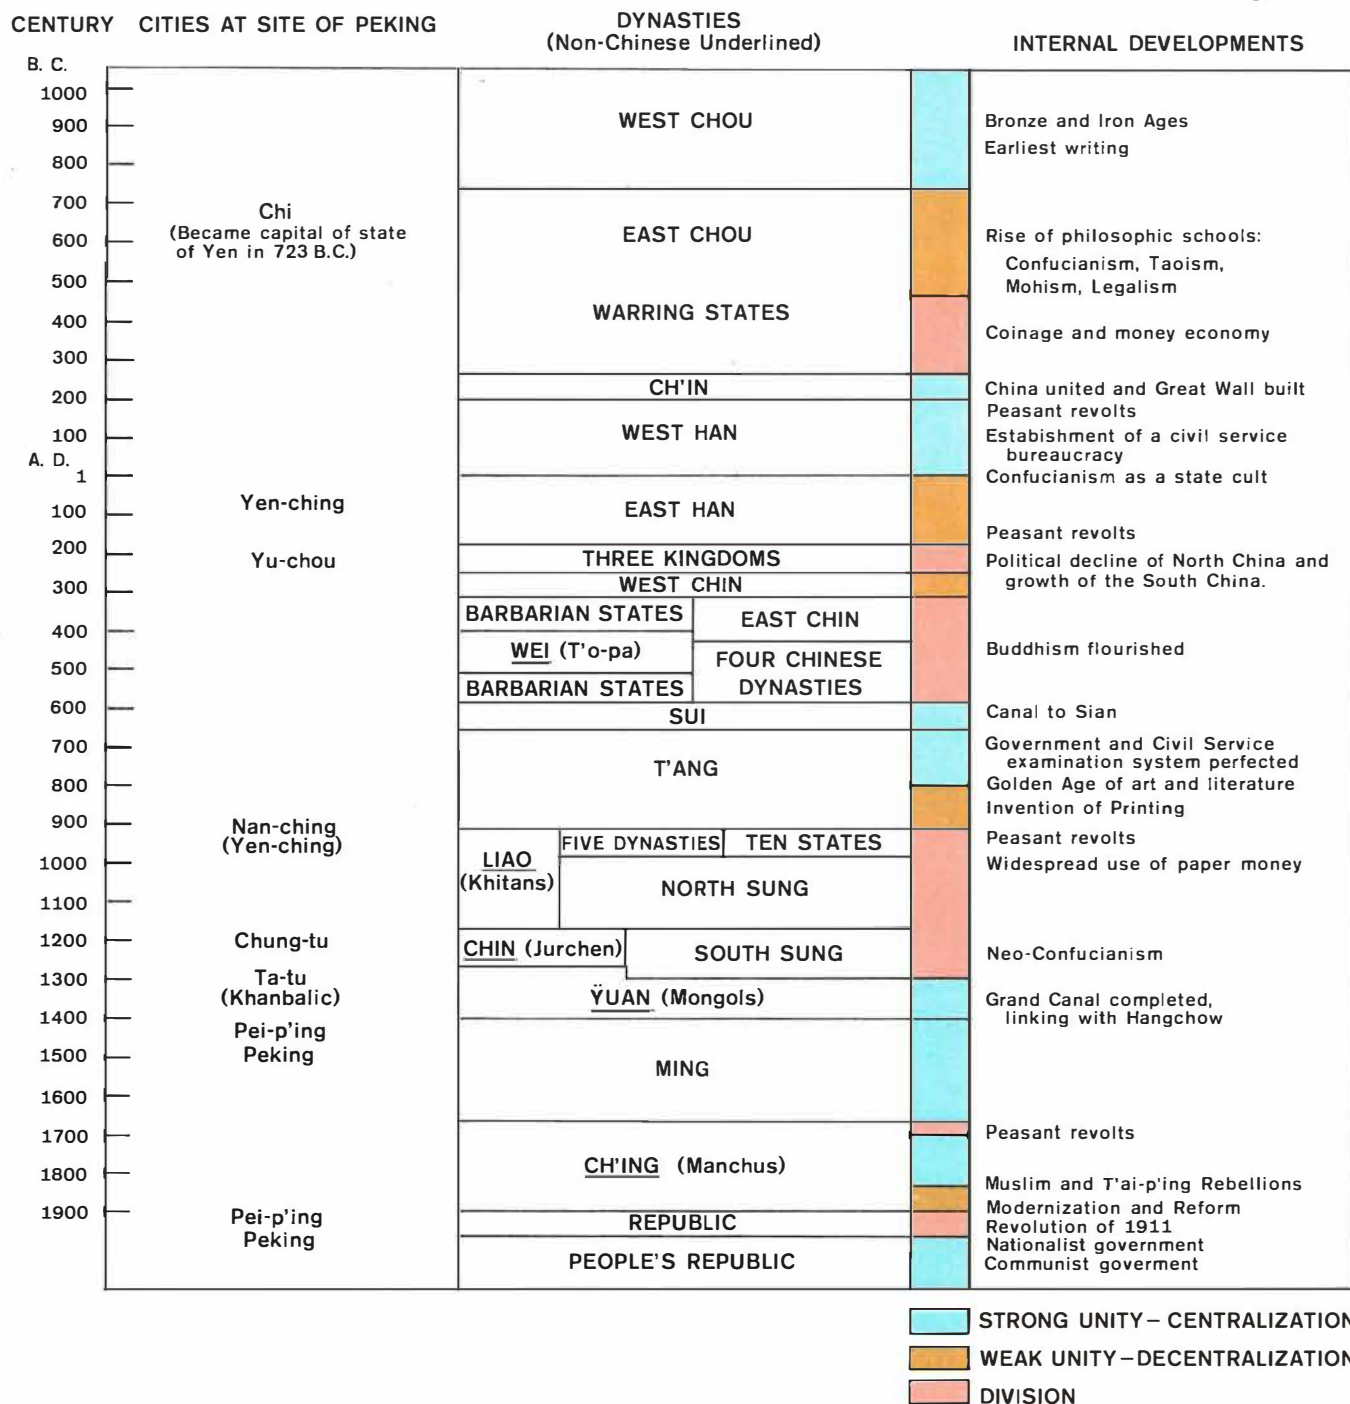 CENTURY CITIES AT SITE OF PEKING
DYNASTIES
(Non-Chinese Underlined)
INTERNAL DEVELOPMENTS
B. C.
1000
900
800
700
600
500
400
300
200
100
A. D.
1
100
200
300
400
500
600
700
800
900
1000
1100
1200
1300
1400
1500
1600
1700
1800
1900
Chi
(Became capital of state
of Yen in 723 B.C.)
Yen-ching
Yu-chou
Nan-ching
(Yen-ching)
Chung-tu
Ta-tu
(Khanbalic)
Pei-p'ing
Peking
Pei-p'ing
Peking
WEST CHOU
EAST CHOU
WARRING STATES
CH'IN
WEST HAN
EAST HAN
THREE KINGDOMS
WEST CHIN
BARBARIAN STATES
EAST CHIN
WEI (T'o-pa)
FOUR CHINESE
DYNASTIES
BARBARIAN STATES
SUI
T'ANG
LIAO
(Khitans)
FIVE DYNASTIES
TEN STATES
NORTH SUNG
CHIN (Jurchen)
SOUTH SUNG
ŸUAN (Mongols)
MING
CH'ING (Manchus)
REPUBLIC
PEOPLE'S REPUBLIC
Bronze and Iron Ages
Earliest writing
Rise of philosophic schools:
Confucianism, Taoism,
Mohism, Legalism
Coinage and money economy
China united and Great Wall built
Peasant revolts
Estabishment of a civil service
bureaucracy
Confucianism as a state cult
Peasant revolts
Political decline of North China and
growth of the South China.
Buddhism flourished
Canal to Sian
Government and Civil Service
examination system perfected
Golden Age of art and literature
Invention of Printing
Peasant revolts
Widespread use of paper money
Neo-Confucianism
Grand Canal completed,
linking with Hangchow
Peasant revolts
Muslim and T'ai-p'ing Rebellions
Modernization and Reform
Revolution of 1911
Nationalist government
Communist goverment
STRONG UNITY – CENTRALIZATION
WEAK UNITY – DECENTRALIZATION
DIVISION